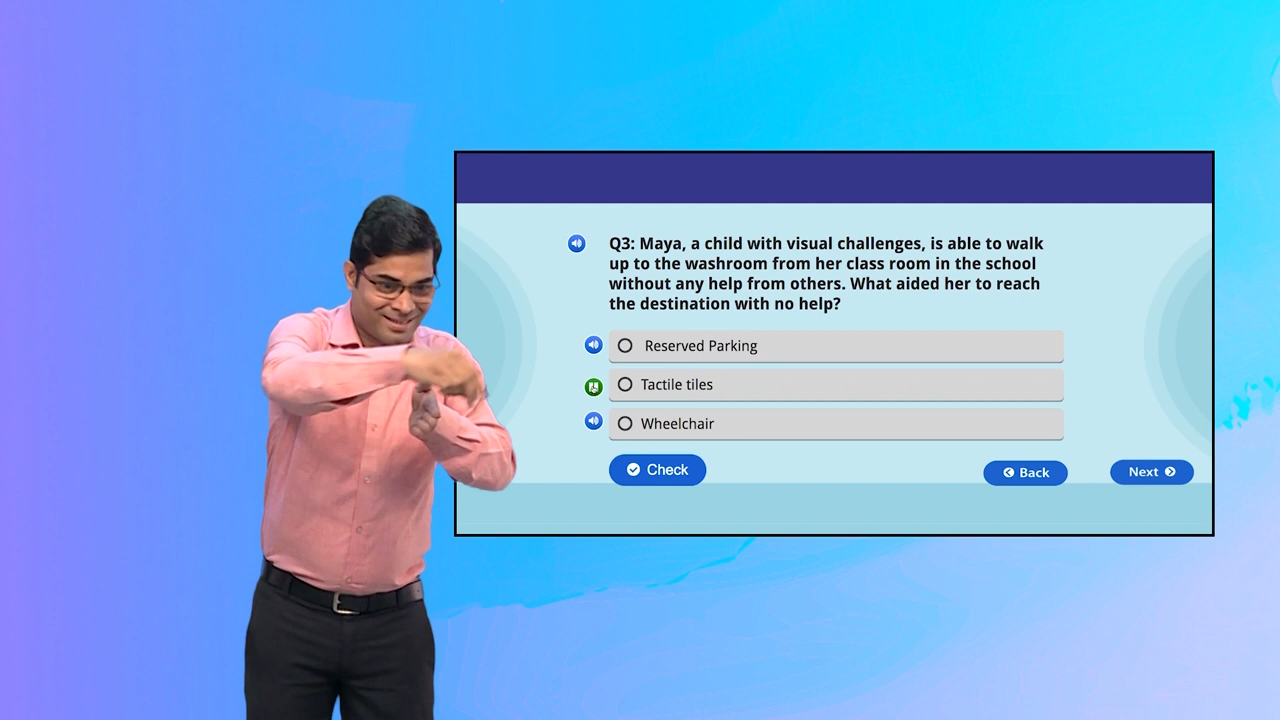 Q3: Maya, a child with visual challenges, is able to walk
up to the washroom from her class room in the school
without any help from others. What aided her to reach
the destination with no help?
Reserved Parking
Tactile tiles
Wheelchair
Check
Back
Next